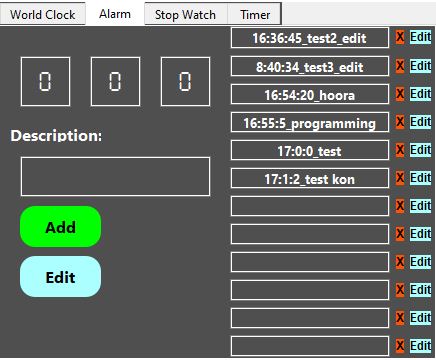 World Clock Alarm Stop Watch Timer
0 0 0
Description:
Add
Edit
16:36:45_test2_edit X Edit
8:40:34_test3_edit X Edit
16:54:20_hoora X Edit
16:55:5_programming X Edit
17:0:0_test X Edit
17:1:2_test kon X Edit
X Edit
X Edit
X Edit
X Edit
X Edit
X Edit